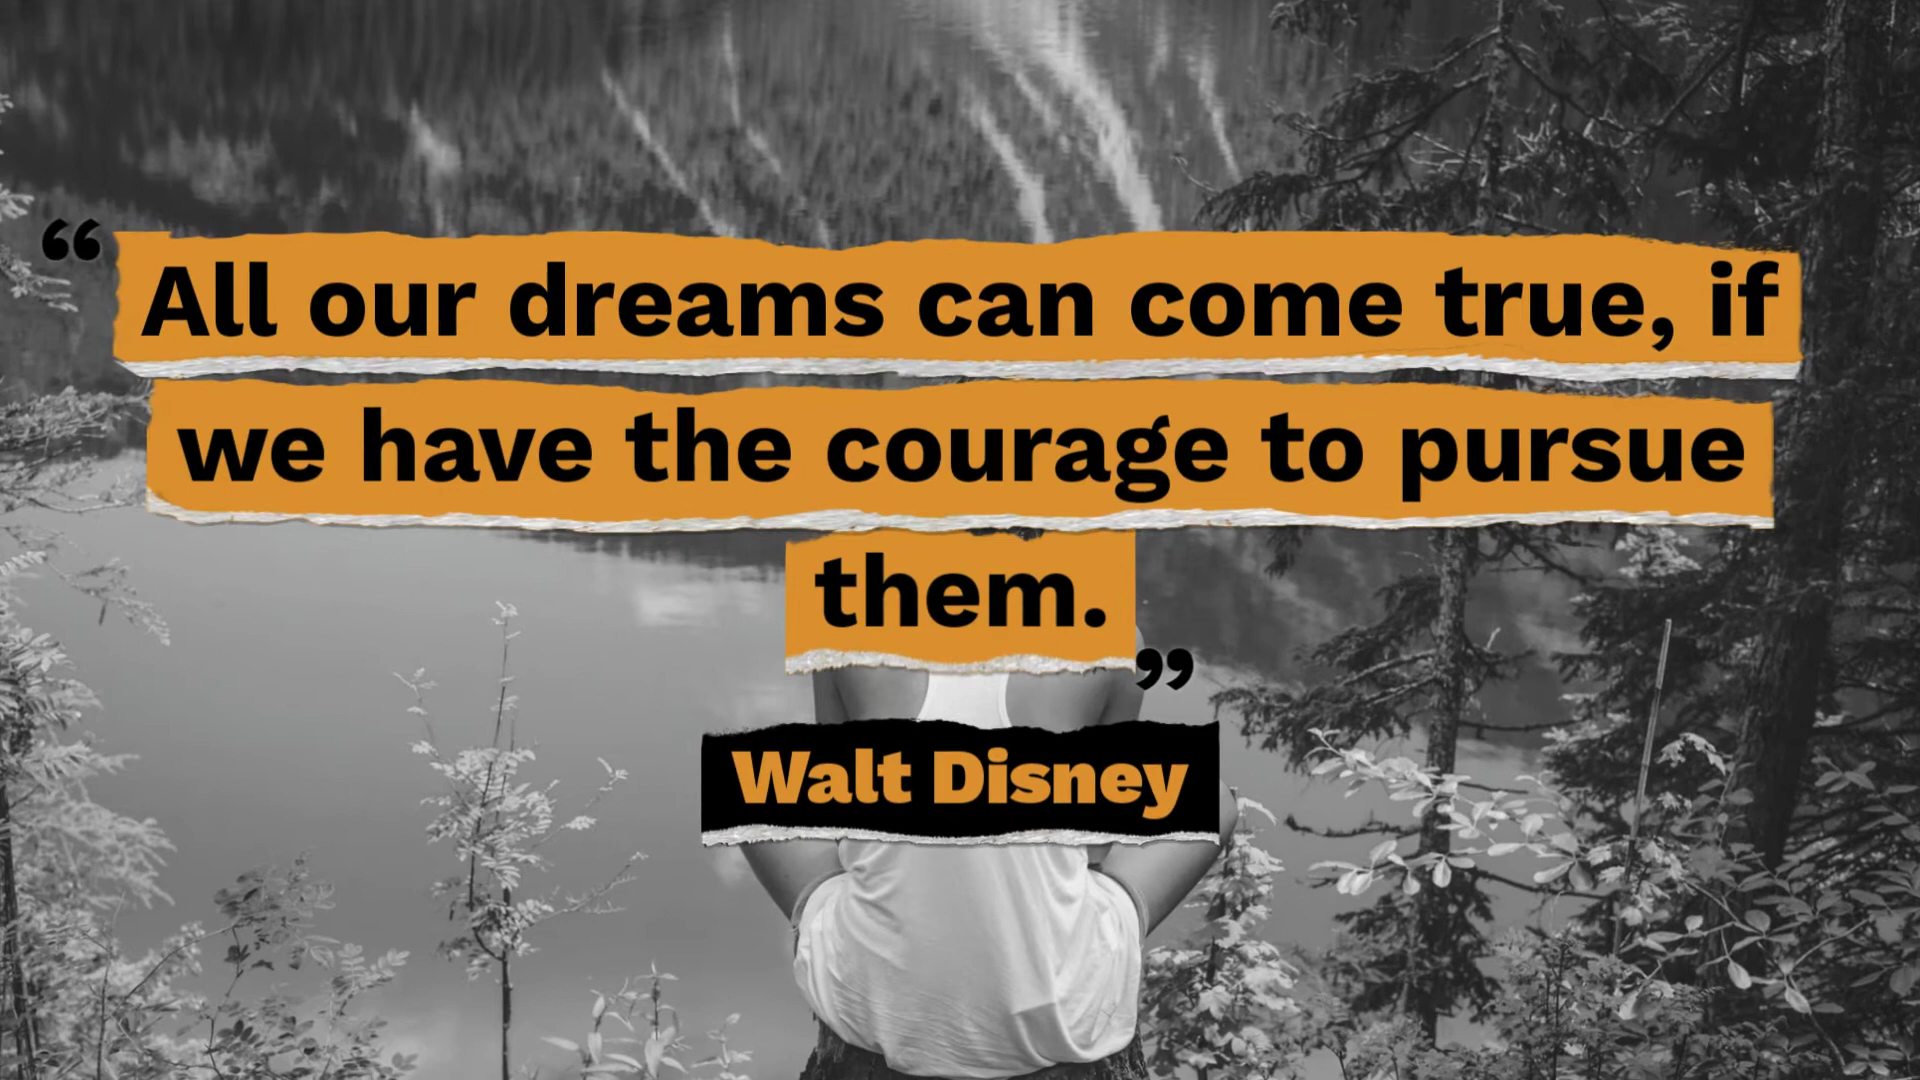 “All our dreams can come true, if
we have the courage to pursue
them.”
Walt Disney